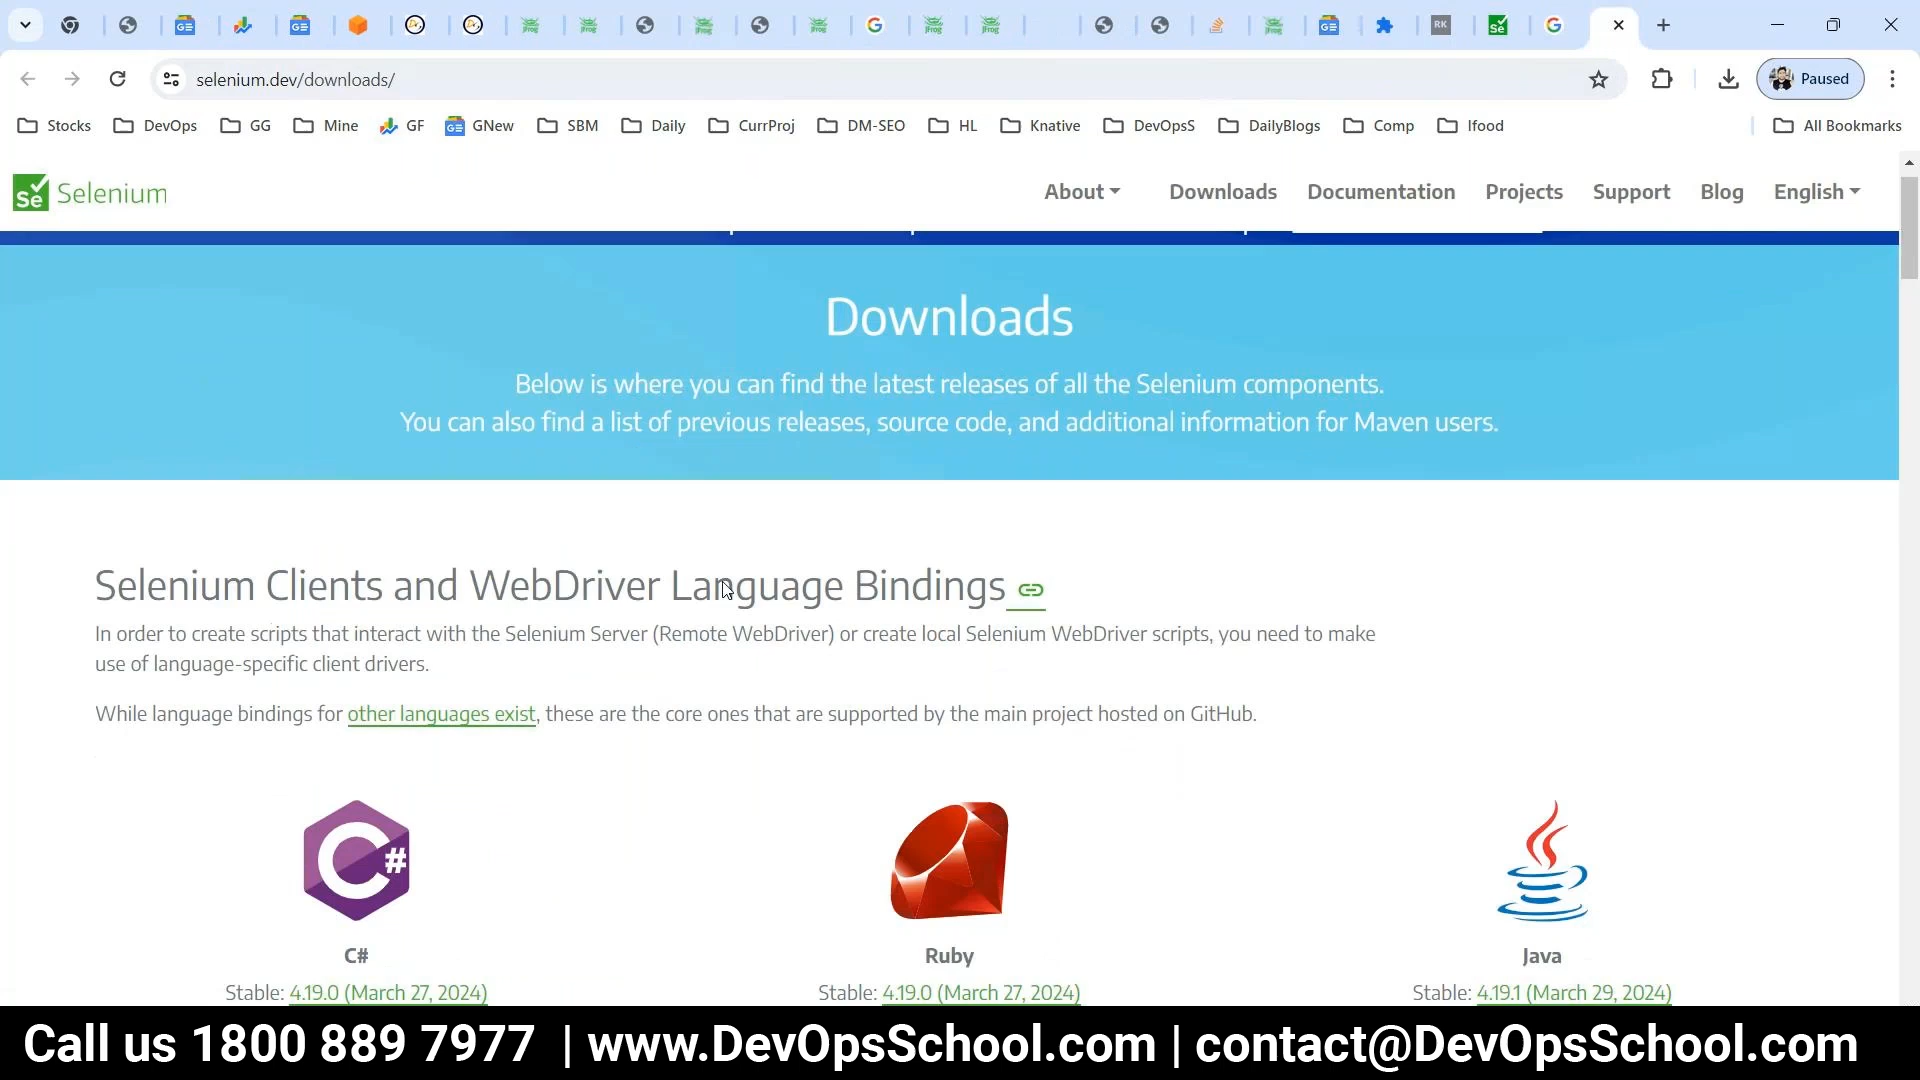 selenium.dev/downloads/
Paused
Stocks DevOps GG Mine GF GNew SBM Daily CurrProj DM-SEO HL Knative DevOpsS DailyBlogs Comp Ifood All Bookmarks
Se Selenium About Downloads Documentation Projects Support Blog English
Downloads
Below is where you can find the latest releases of all the Selenium components.
You can also find a list of previous releases, source code, and additional information for Maven users.
Selenium Clients and WebDriver Language Bindings
In order to create scripts that interact with the Selenium Server (Remote WebDriver) or create local Selenium WebDriver scripts, you need to make
use of language-specific client drivers.
While language bindings for other languages exist, these are the core ones that are supported by the main project hosted on GitHub.
C#
C# Ruby Java
Stable: 4.19.0 (March 27, 2024) Stable: 4.19.0 (March 27, 2024) Stable: 4.19.1 (March 29, 2024)
Call us 1800 889 7977 | www.DevOpsSchool.com | contact@DevOpsSchool.com